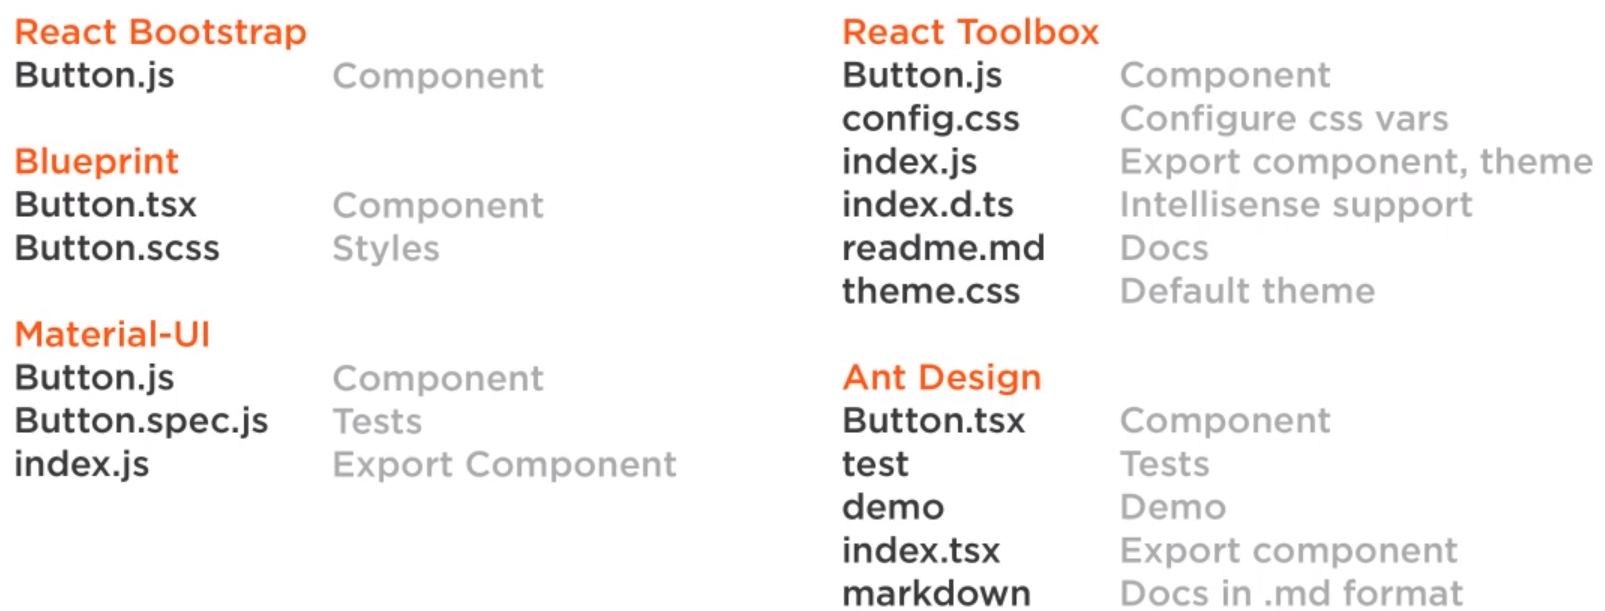 React Bootstrap
Button.js Component
Blueprint
Button.tsx Component
Button.scss Styles
Material-UI
Button.js Component
Button.spec.js Tests
index.js Export Component
React Toolbox
Button.js Component
config.css Configure css vars
index.js Export component, theme
index.d.ts Intellisense support
readme.md Docs
theme.css Default theme
Ant Design
Button.tsx Component
test Tests
demo Demo
index.tsx Export component
markdown Docs in .md format